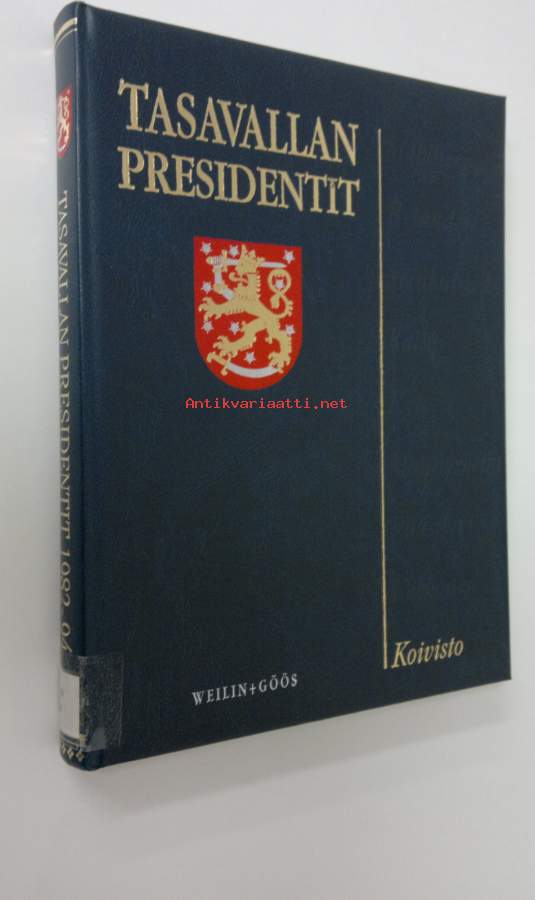 TASAVALLAN
PRESIDENTIT
Antikvariaatti.net
Koivisto
WEILIN+GÖÖS
TASAVALLAN PRESIDENTIT 1982-94